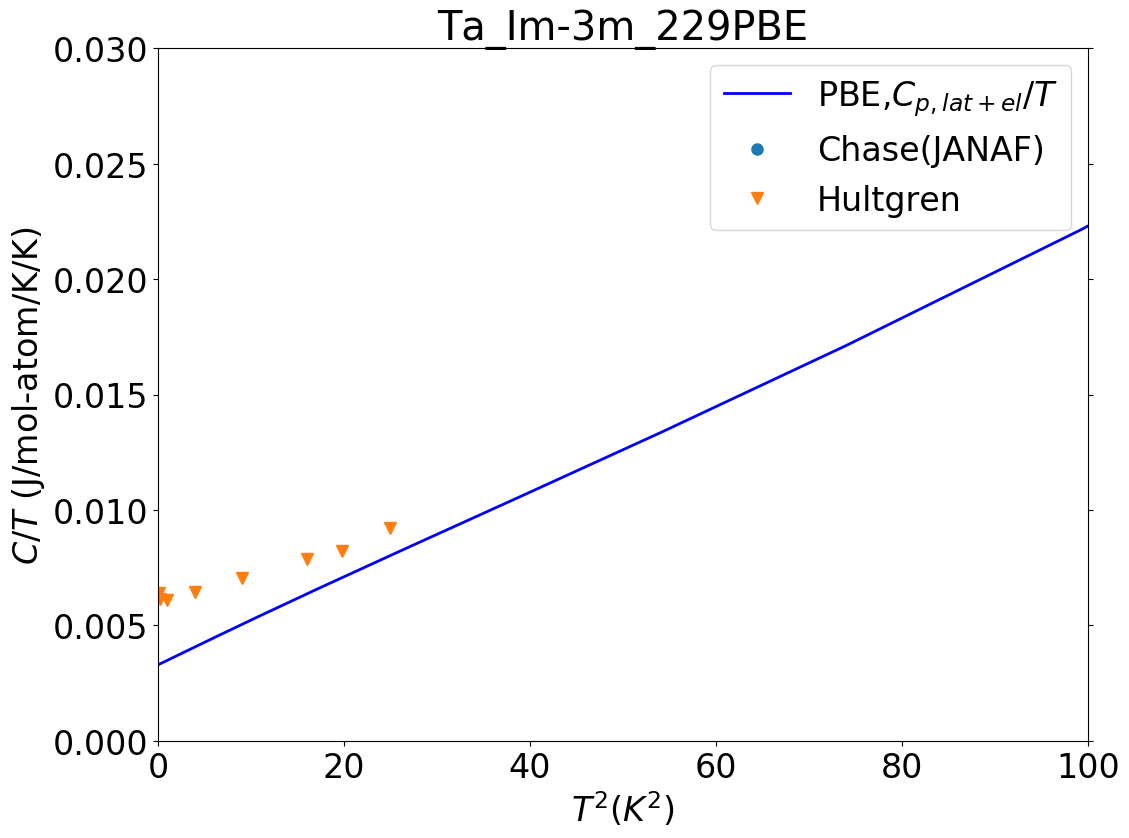 Ta_Im-3m_229PBE
0.030
0.025
0.020
0.015
0.010
0.005
0.000
C/T (J/mol-atom/K/K)
PBE,C_{p, lat+el}/T
Chase(JANAF)
Hultgren
0 20 40 60 80 100
T^2(K^2)